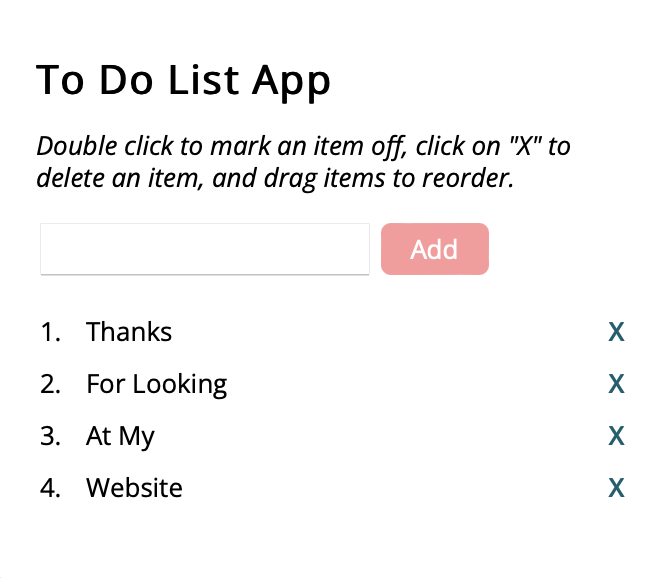 To Do List App
Double click to mark an item off, click on "X" to
delete an item, and drag items to reorder.
Add
1. Thanks X
2. For Looking X
3. At My X
4. Website X